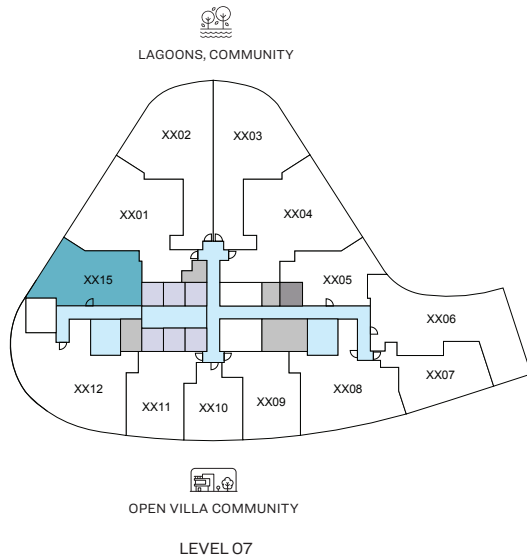 LAGOONS, COMMUNITY
XX02
XX03
XX01
XX04
XX15
XX05
XX06
XX07
XX12
XX11
XX10
XX09
XX08
OPEN VILLA COMMUNITY
LEVEL 07